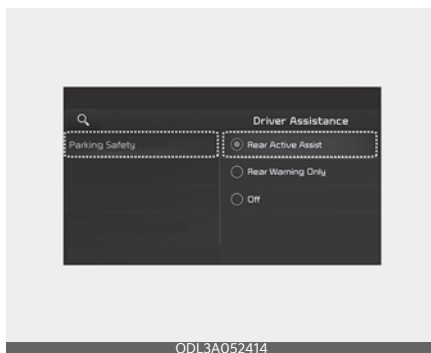 Driver Assistance
Parking Safety
Rear Active Assist
Rear Warning Only
Off
ODL3A052414